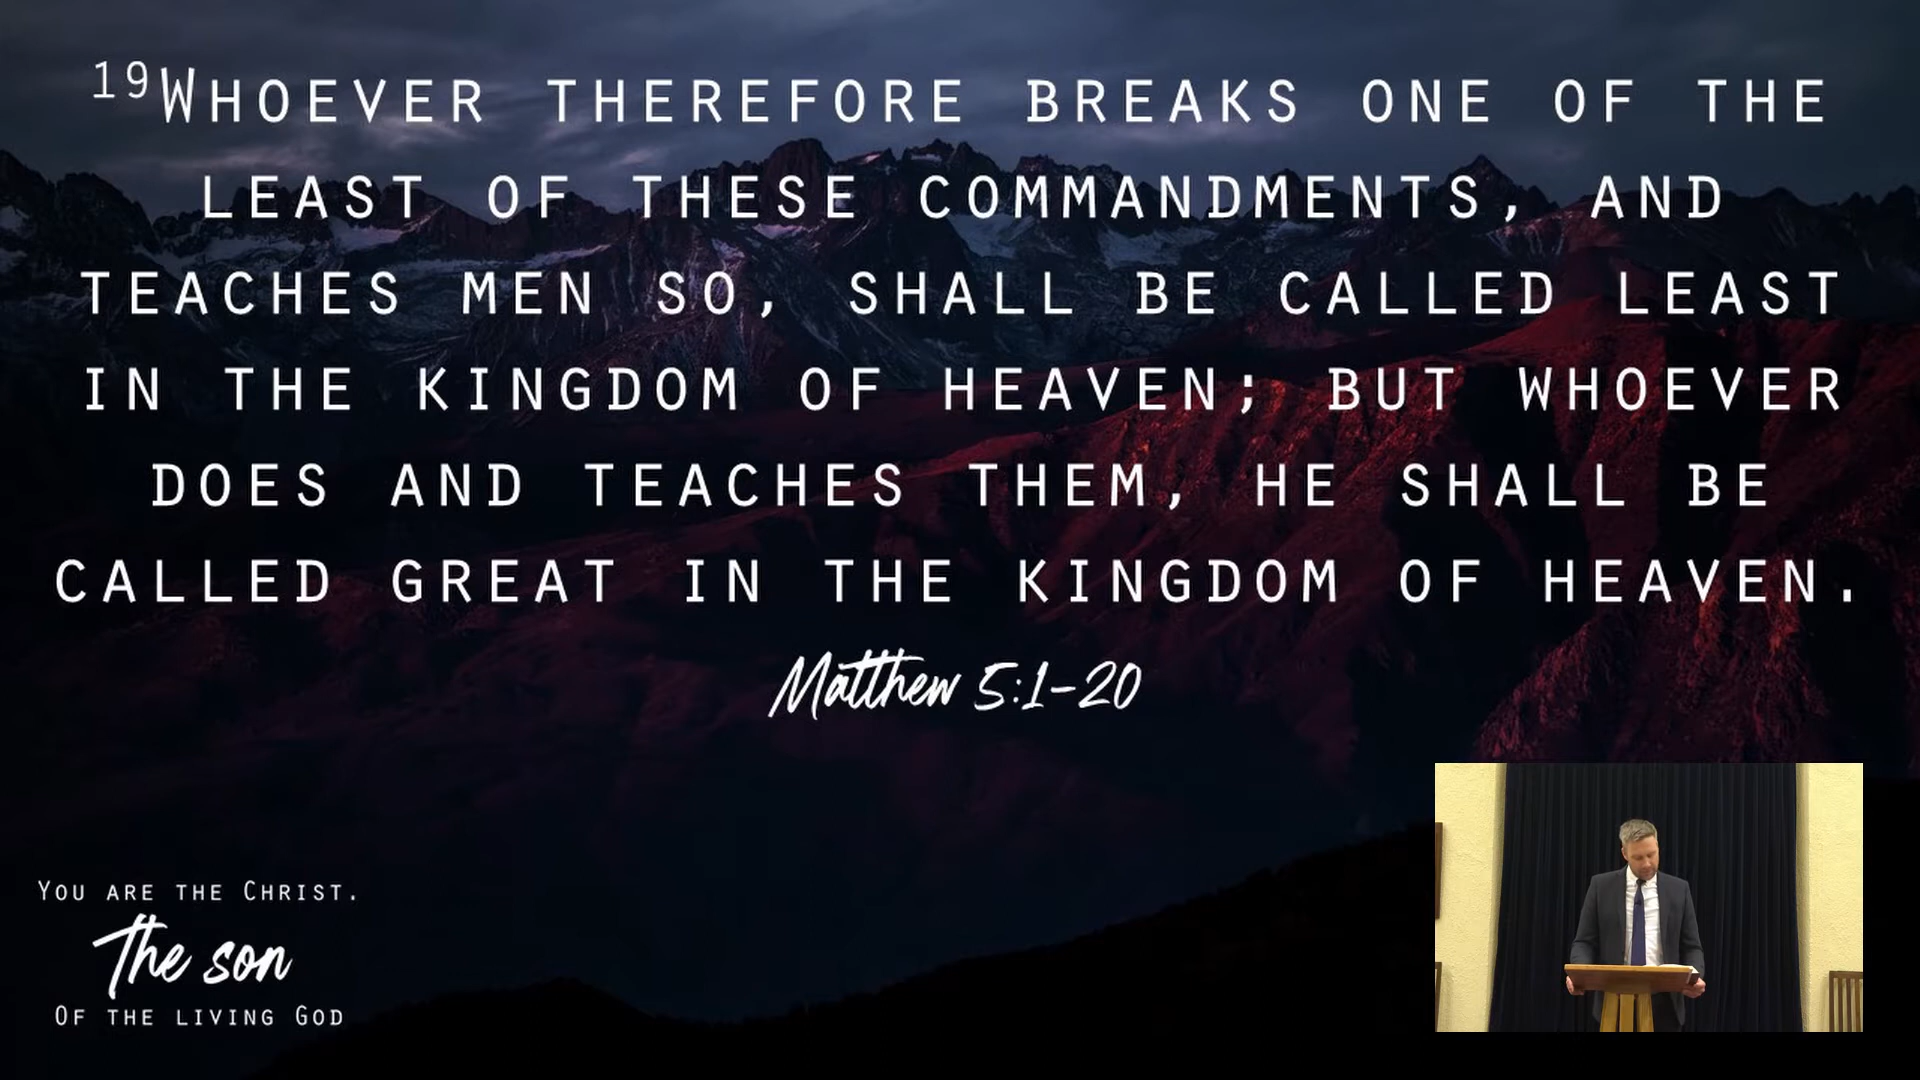 19WHOEVER THEREFORE BREAKS ONE OF THE
LEAST OF THESE COMMANDMENTS, AND
TEACHES MEN SO, SHALL BE CALLED LEAST
IN THE KINGDOM OF HEAVEN; BUT WHOEVER
DOES AND TEACHES THEM, HE SHALL BE
CALLED GREAT IN THE KINGDOM OF HEAVEN.
Matthew 5:1-20
YOU ARE THE CHRIST.
The son
OF THE LIVING GOD